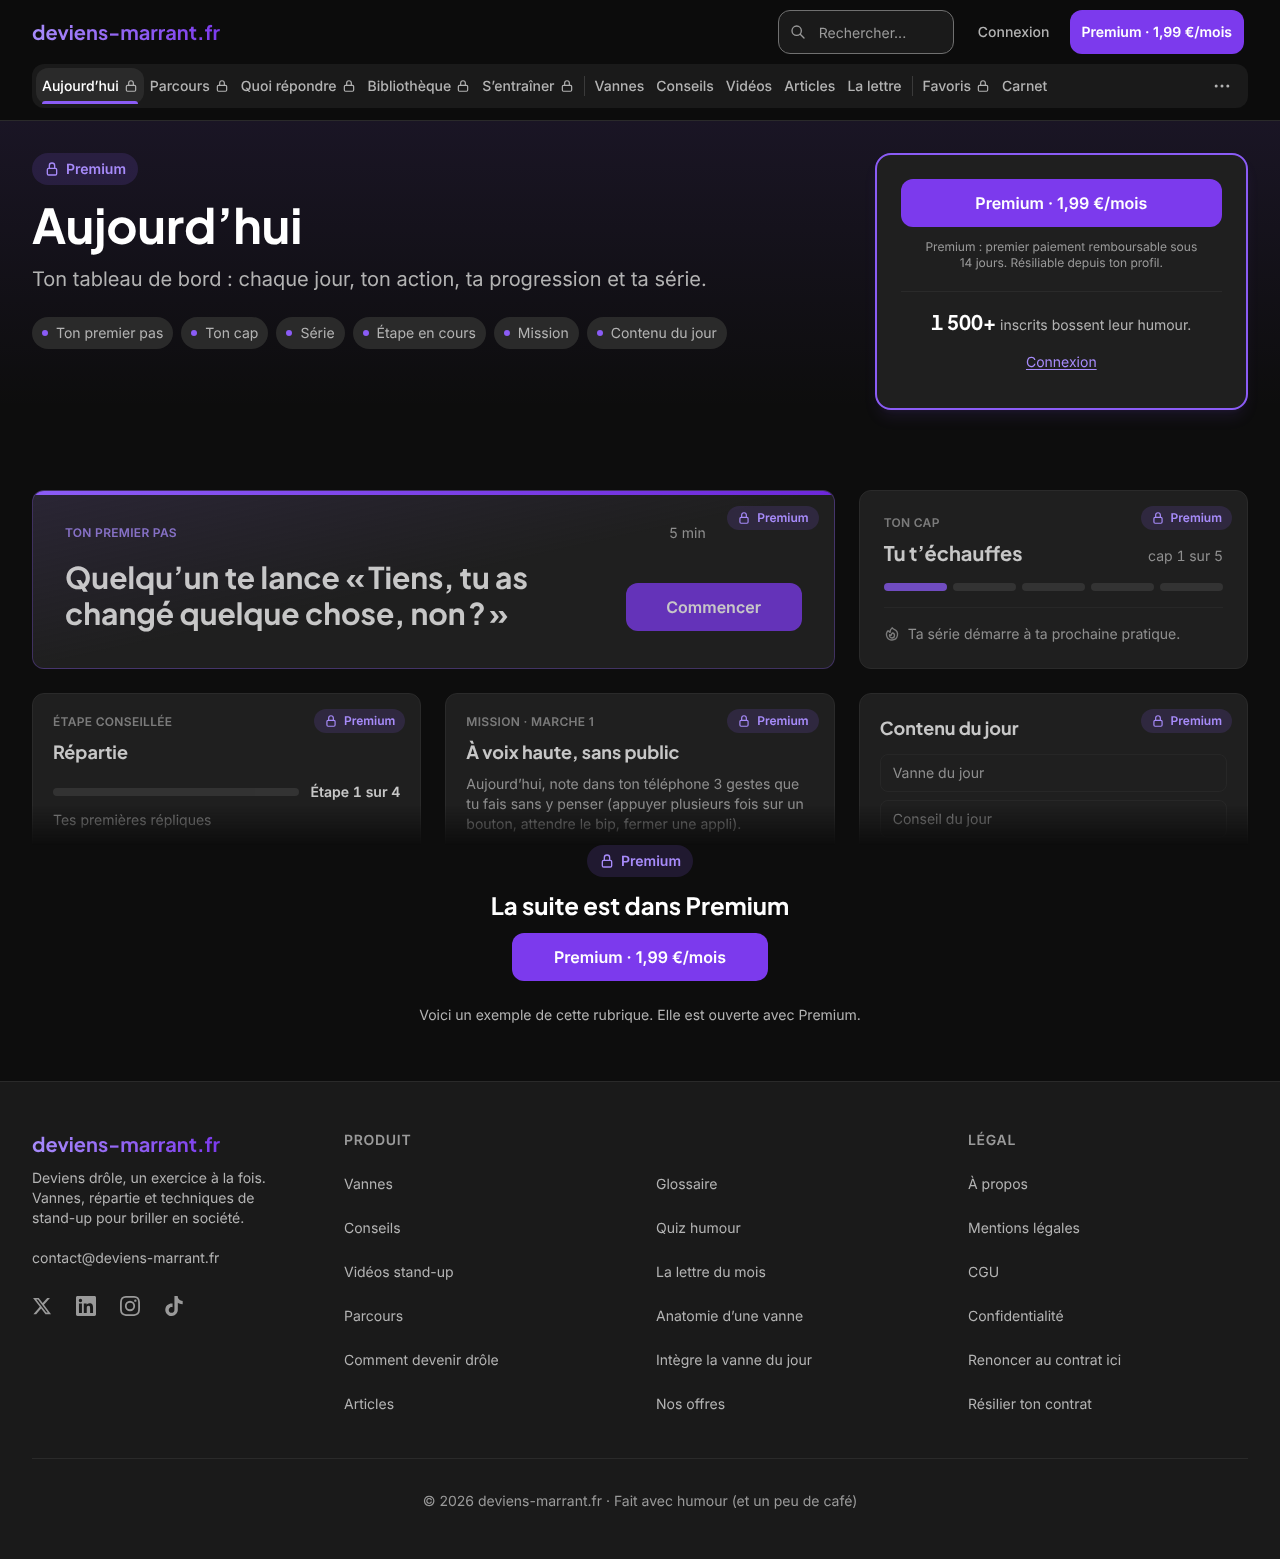 deviens-marrant.fr
Rechercher...
Connexion
Premium · 1,99 €/mois
Aujourd’hui
Parcours
Quoi répondre
Bibliothèque
S’entraîner
Vannes
Conseils
Vidéos
Articles
La lettre
Favoris
Carnet
Premium
Aujourd’hui
Ton tableau de bord : chaque jour, ton action, ta progression et ta série.
Ton premier pas
Ton cap
Série
Étape en cours
Mission
Contenu du jour
Premium · 1,99 €/mois
Premium : premier paiement remboursable sous
14 jours. Résiliable depuis ton profil.
1 500+ inscrits bossent leur humour.
Connexion
TON PREMIER PAS
5 min
Premium
Quelqu’un te lance « Tiens, tu as
changé quelque chose, non ? »
Commencer
TON CAP
Premium
Tu t’échauffes
cap 1 sur 5
Ta série démarre à ta prochaine pratique.
ÉTAPE CONSEILLÉE
Premium
Répartie
Étape 1 sur 4
Tes premières répliques
MISSION · MARCHE 1
Premium
À voix haute, sans public
Aujourd’hui, note dans ton téléphone 3 gestes que
tu fais sans y penser (appuyer plusieurs fois sur un
bouton, attendre le bip, fermer une appli).
Contenu du jour
Premium
Vanne du jour
Conseil du jour
Premium
La suite est dans Premium
Premium · 1,99 €/mois
Voici un exemple de cette rubrique. Elle est ouverte avec Premium.
deviens-marrant.fr
Deviens drôle, un exercice à la fois.
Vannes, répartie et techniques de
stand-up pour briller en société.
contact@deviens-marrant.fr
PRODUIT
Vannes
Conseils
Vidéos stand-up
Parcours
Comment devenir drôle
Articles
Glossaire
Quiz humour
La lettre du mois
Anatomie d’une vanne
Intègre la vanne du jour
Nos offres
LÉGAL
À propos
Mentions légales
CGU
Confidentialité
Renoncer au contrat ici
Résilier ton contrat
© 2026 deviens-marrant.fr · Fait avec humour (et un peu de café)